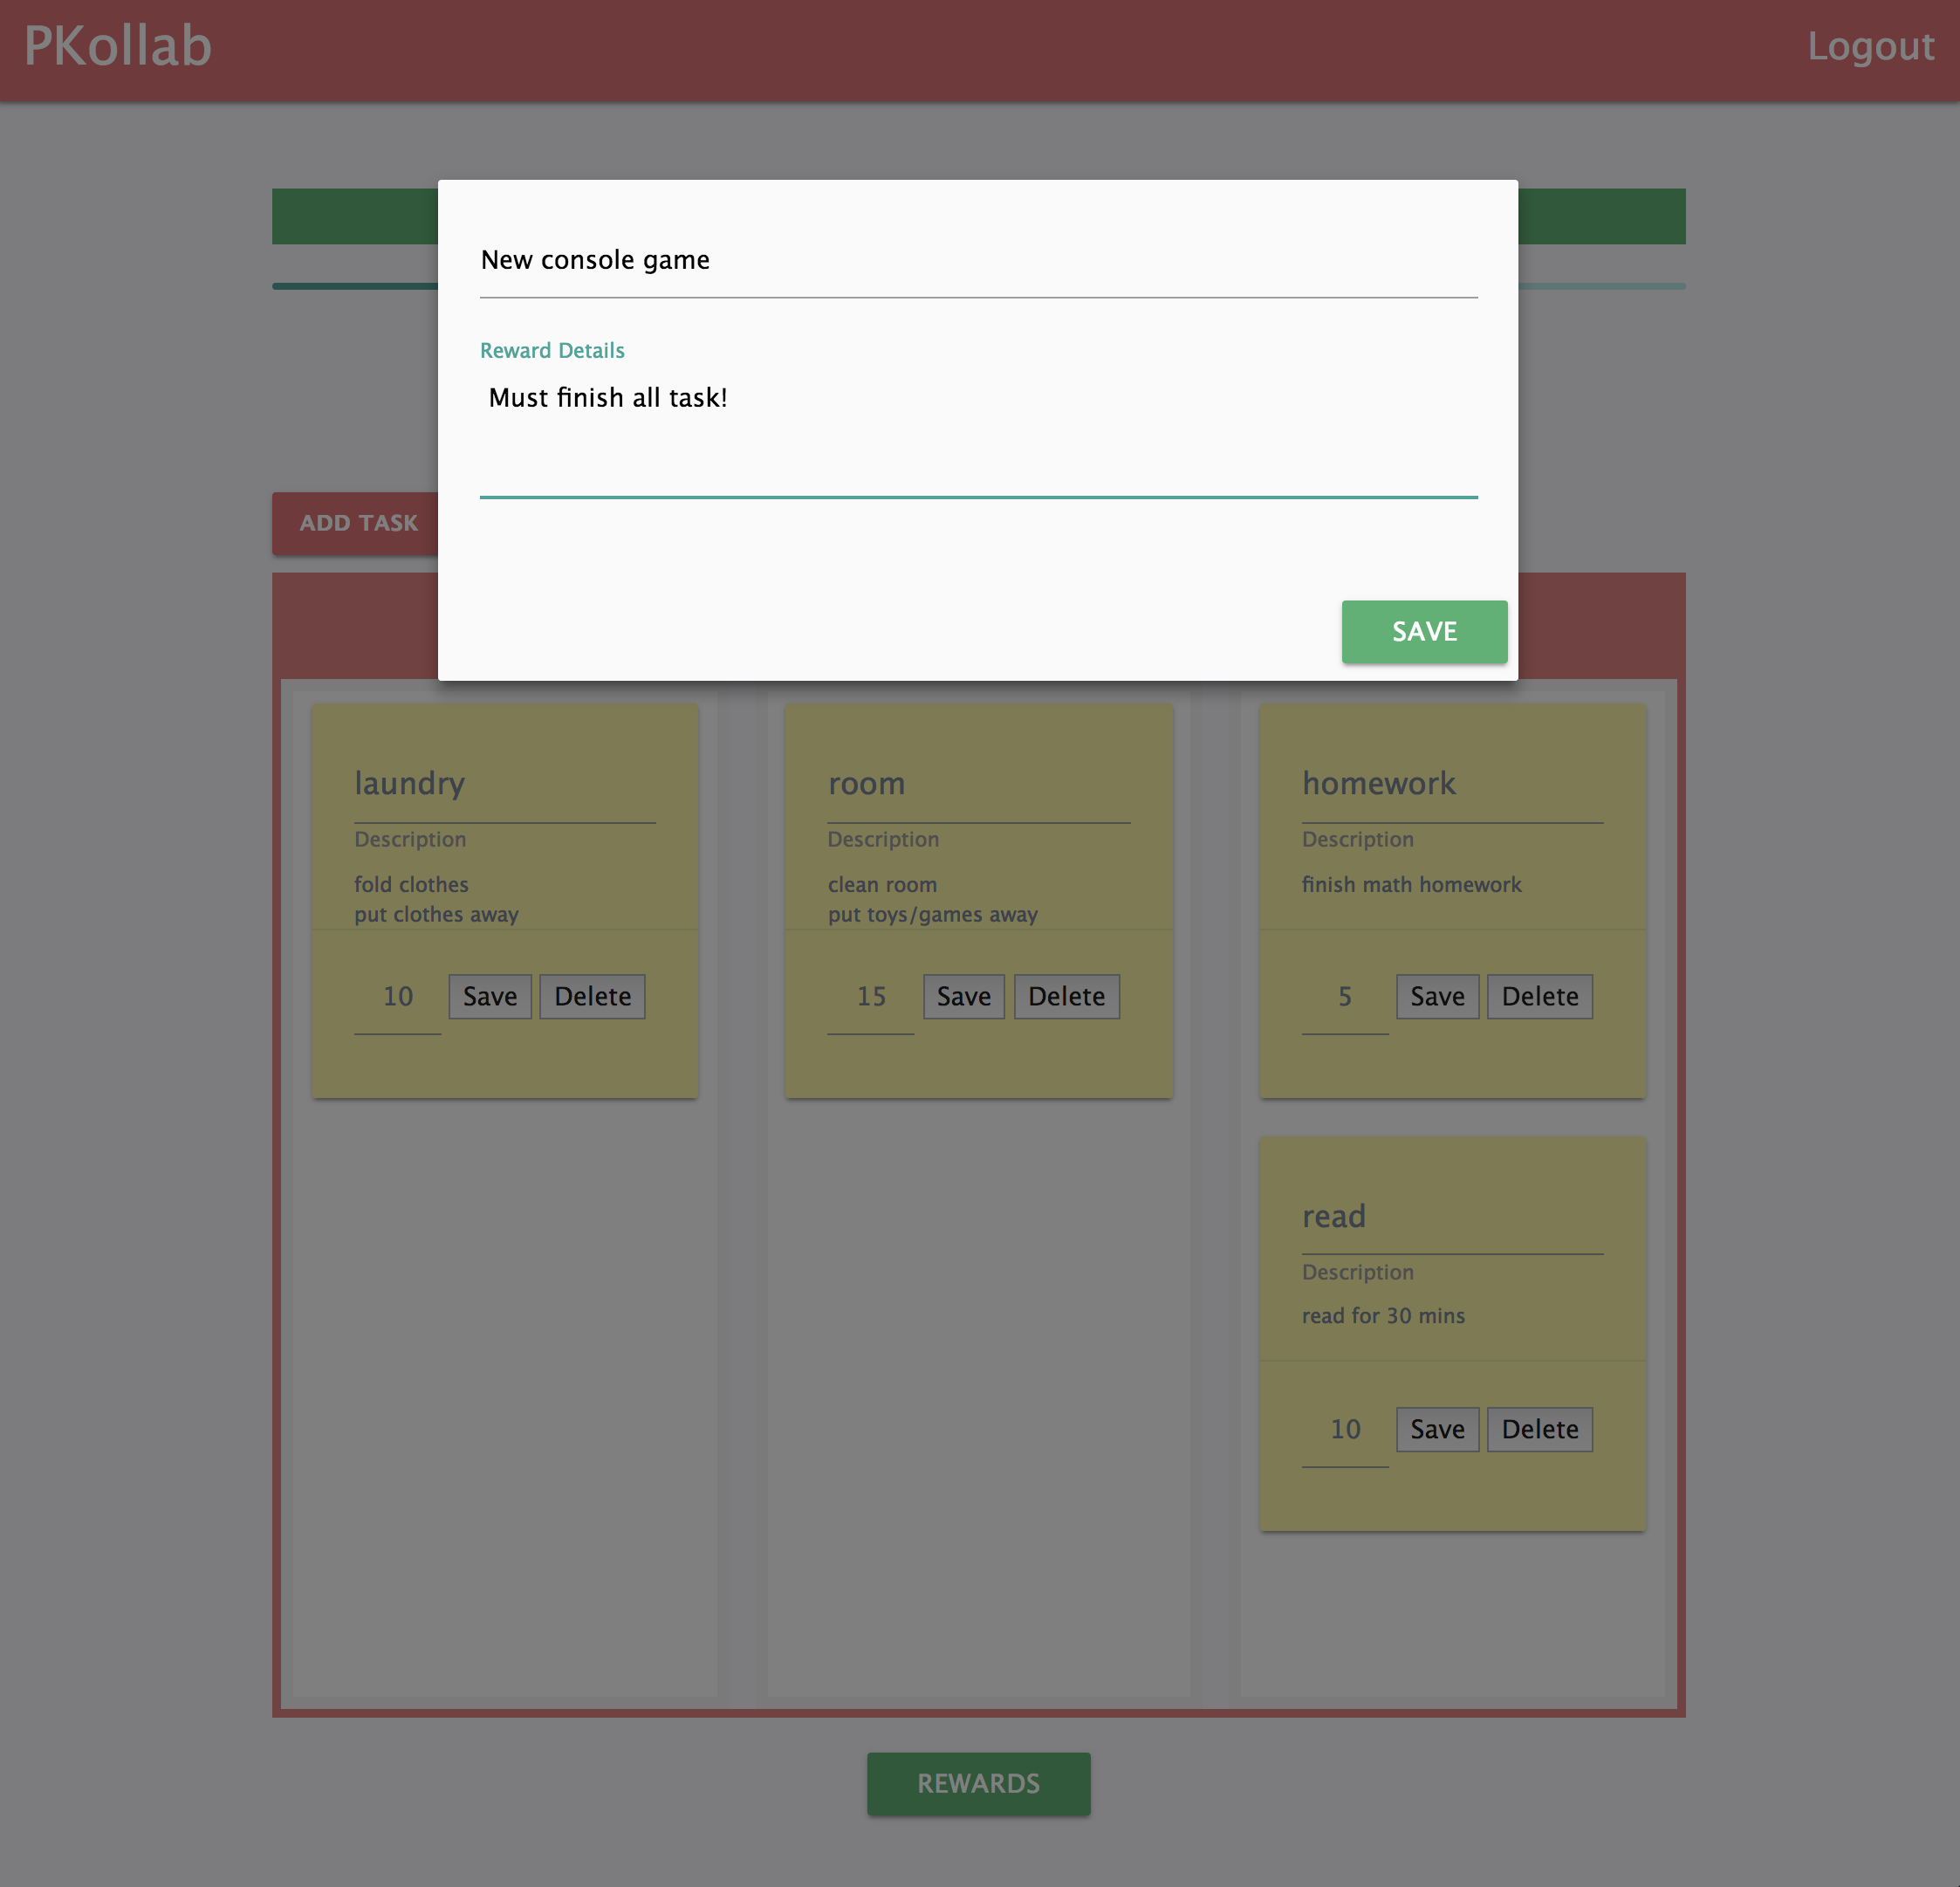 PKollab
Logout
New console game
Reward Details
Must finish all task!
ADD TASK
SAVE
laundry
Description
fold clothes
put clothes away
10 Save Delete
room
Description
clean room
put toys/games away
15 Save Delete
homework
Description
finish math homework
5 Save Delete
read
Description
read for 30 mins
10 Save Delete
REWARDS